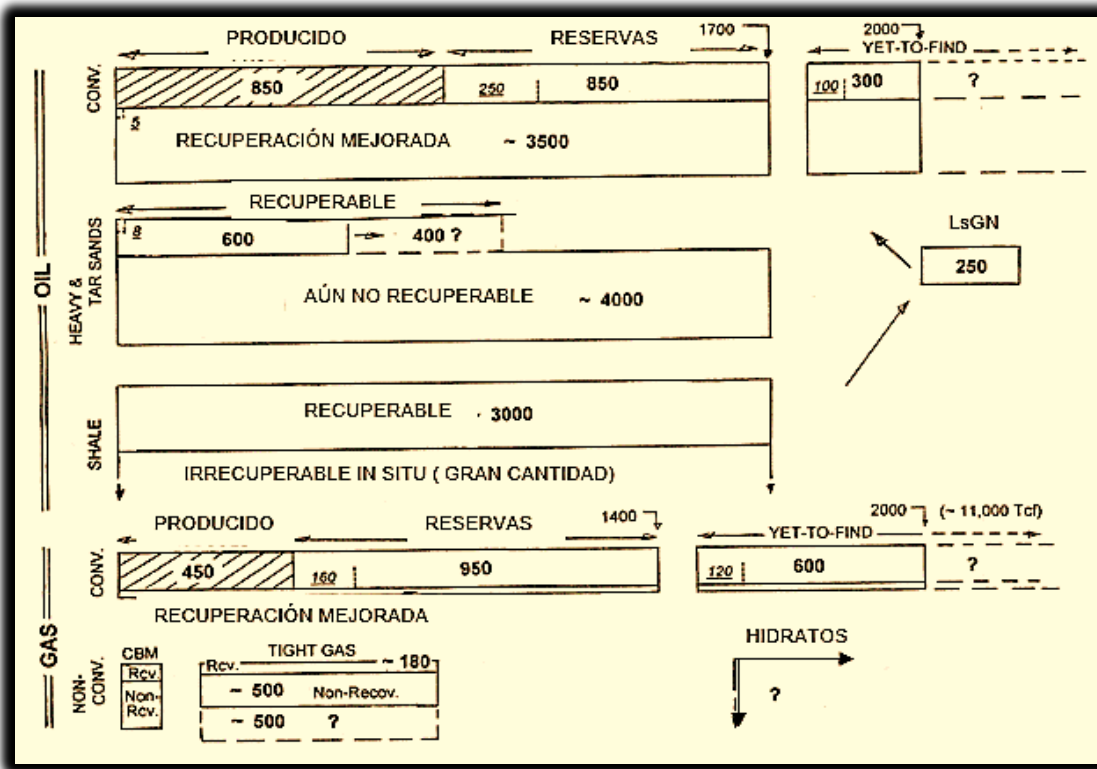 PRODUCIDO RESERVAS 1700 2000
YET-TO-FIND
CONV.
850 250 850 100 300 ?
5
RECUPERACIÓN MEJORADA ~ 3500
OIL
RECUPERABLE
HEAVY &
TAR SANDS
8 600 400 ?
LsGN
250
AÚN NO RECUPERABLE ~ 4000
SHALE
RECUPERABLE 3000
IRRECUPERABLE IN SITU ( GRAN CANTIDAD)
PRODUCIDO RESERVAS 1400 2000 (~ 11,000 Tcf)
YET-TO-FIND
GAS
CONV.
450 160 950 120 600 ?
RECUPERACIÓN MEJORADA
HIDRATOS
?
NON-
CONV.
CBM
Rcv.
Non-
Rcv.
TIGHT GAS
Rcv. ~ 180
~ 500 Non-Recov.
~ 500 ?